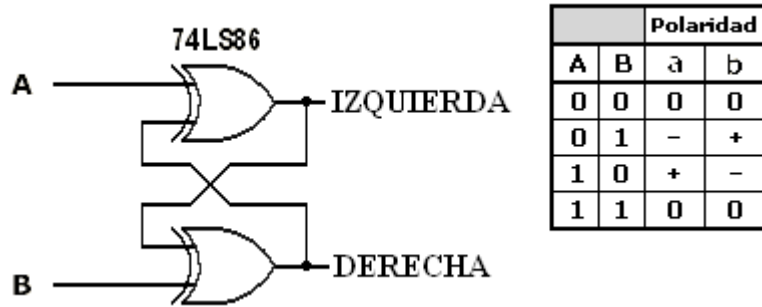 74LS86
A
IZQUIERDA
DERECHA
B
Polaridad
A B a b
0 0 0 0
0 1 - +
1 0 + -
1 1 0 0